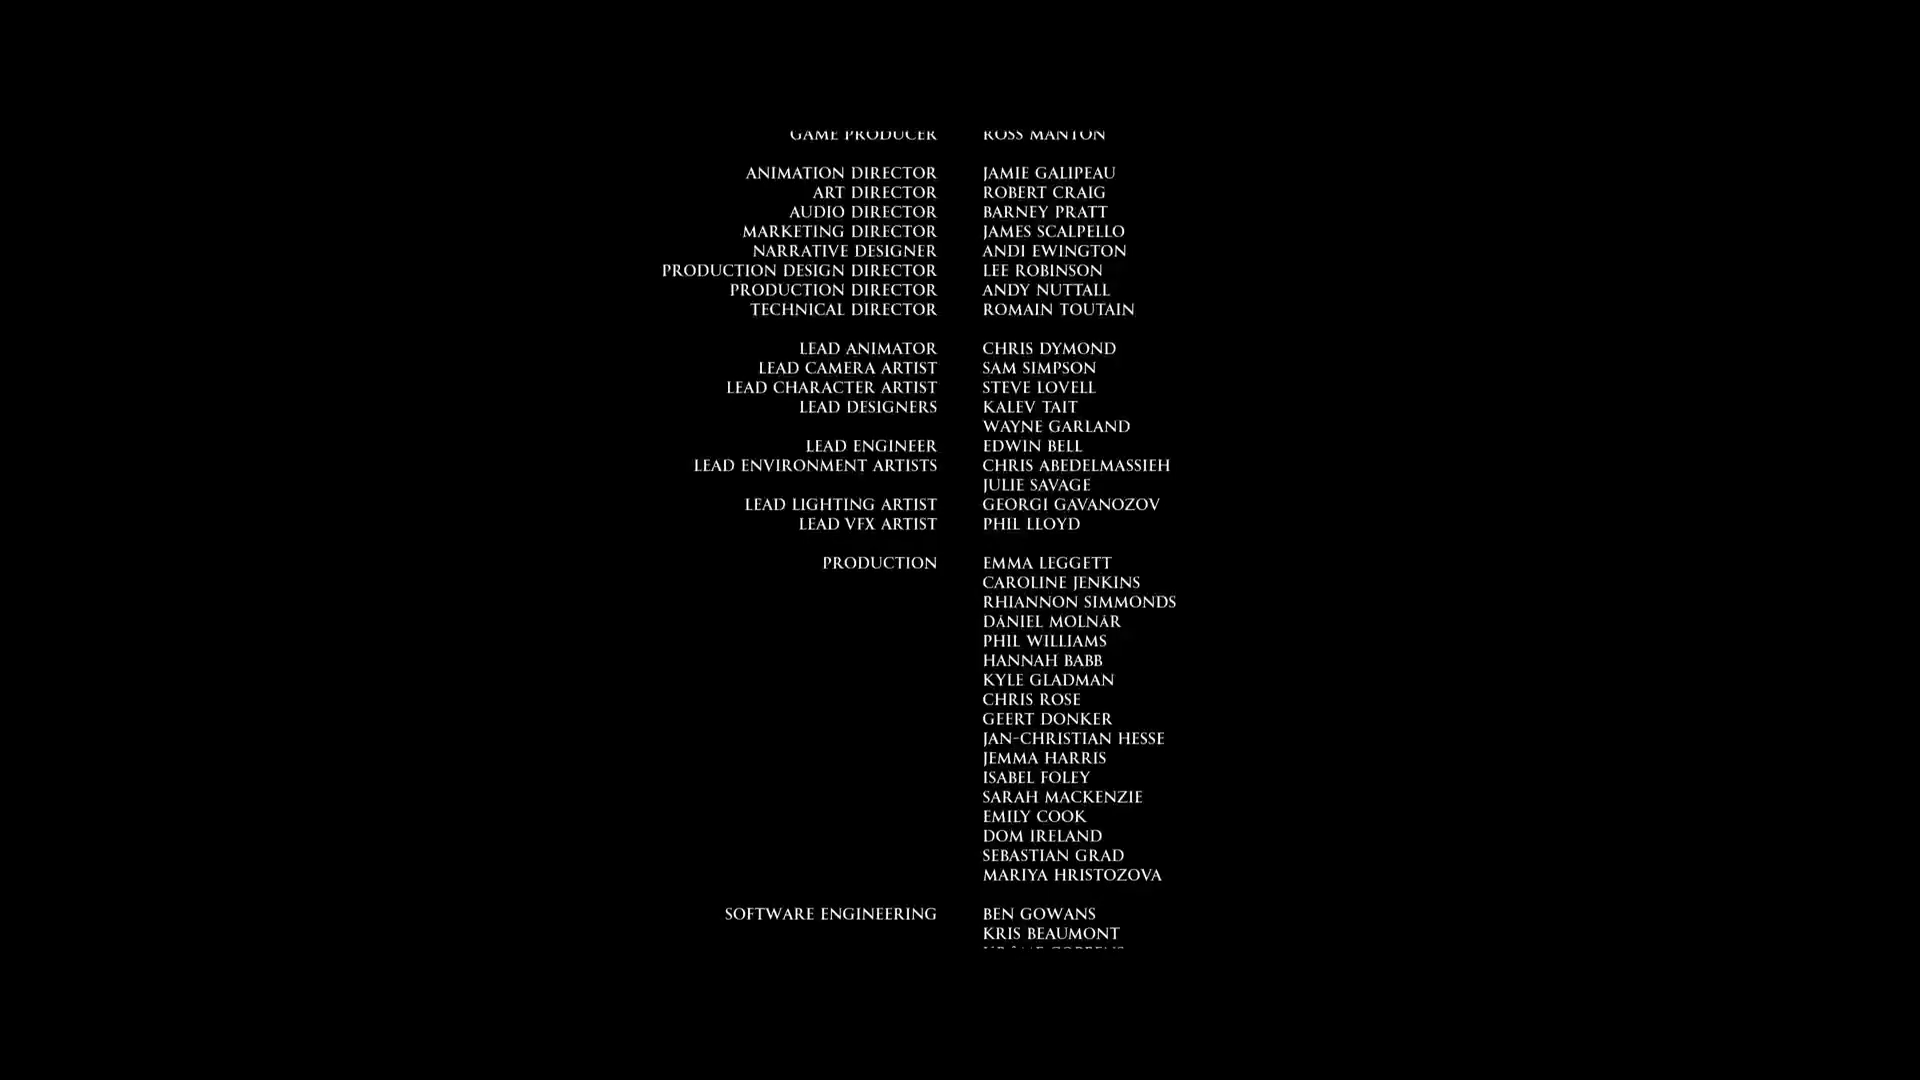 GAME PRODUCER ROSS MANTON
ANIMATION DIRECTOR JAMIE GALIPEAU
ART DIRECTOR ROBERT CRAIG
AUDIO DIRECTOR BARNEY PRATT
MARKETING DIRECTOR JAMES SCALPELLO
NARRATIVE DESIGNER ANDI EWINGTON
PRODUCTION DESIGN DIRECTOR LEE ROBINSON
PRODUCTION DIRECTOR ANDY NUTTALL
TECHNICAL DIRECTOR ROMAIN TOUTAIN
LEAD ANIMATOR CHRIS DYMOND
LEAD CAMERA ARTIST SAM SIMPSON
LEAD CHARACTER ARTIST STEVE LOVELL
LEAD DESIGNERS KALEV TAIT
WAYNE GARLAND
LEAD ENGINEER EDWIN BELL
LEAD ENVIRONMENT ARTISTS CHRIS ABEDELMASSIEH
JULIE SAVAGE
LEAD LIGHTING ARTIST GEORGI GAVANOZOV
LEAD VFX ARTIST PHIL LLOYD
PRODUCTION EMMA LEGGETT
CAROLINE JENKINS
RHIANNON SIMMONDS
DÁNIEL MOLNÁR
PHIL WILLIAMS
HANNAH BABB
KYLE GLADMAN
CHRIS ROSE
GEERT DONKER
JAN-CHRISTIAN HESSE
JEMMA HARRIS
ISABEL FOLEY
SARAH MACKENZIE
EMILY COOK
DOM IRELAND
SEBASTIAN GRAD
MARIYA HRISTOZOVA
SOFTWARE ENGINEERING BEN GOWANS
KRIS BEAUMONT